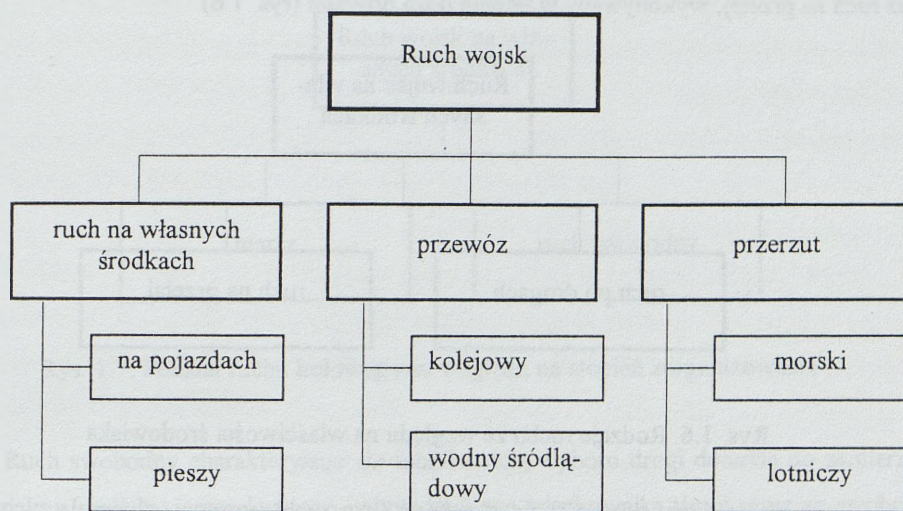 Ruch wojsk
ruch na własnych
środkach
przewóz
przerzut
na pojazdach
kolejowy
morski
pieszy
wodny śródlą-
dowy
lotniczy